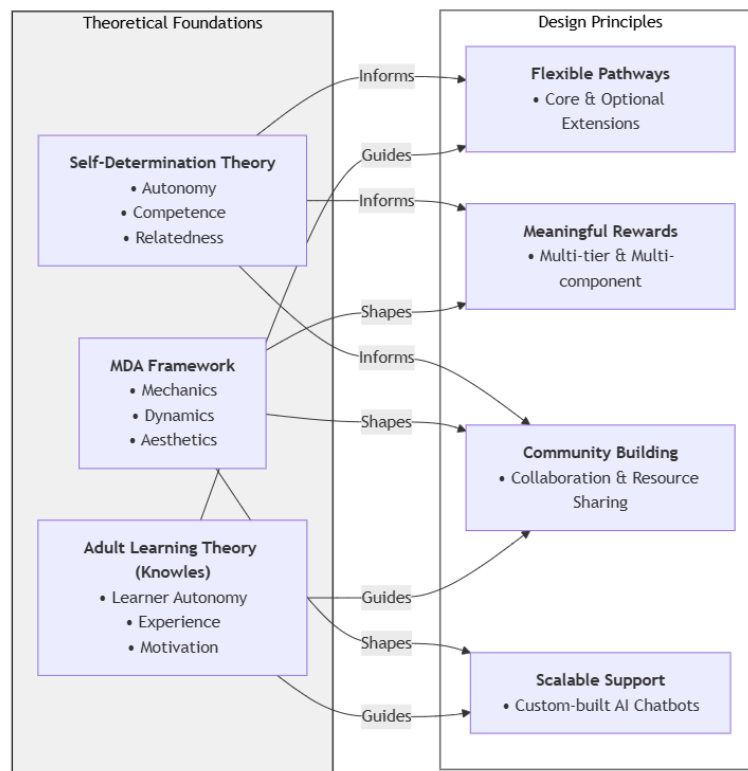 Theoretical Foundations
Self-Determination Theory
• Autonomy
• Competence
• Relatedness
MDA Framework
• Mechanics
• Dynamics
• Aesthetics
Adult Learning Theory
(Knowles)
• Learner Autonomy
• Experience
• Motivation
Informs
Guides
Informs
Shapes
Informs
Shapes
Guides
Shapes
Guides
Design Principles
Flexible Pathways
• Core & Optional
Extensions
Meaningful Rewards
• Multi-tier & Multi-
component
Community Building
• Collaboration & Resource
Sharing
Scalable Support
• Custom-built AI Chatbots